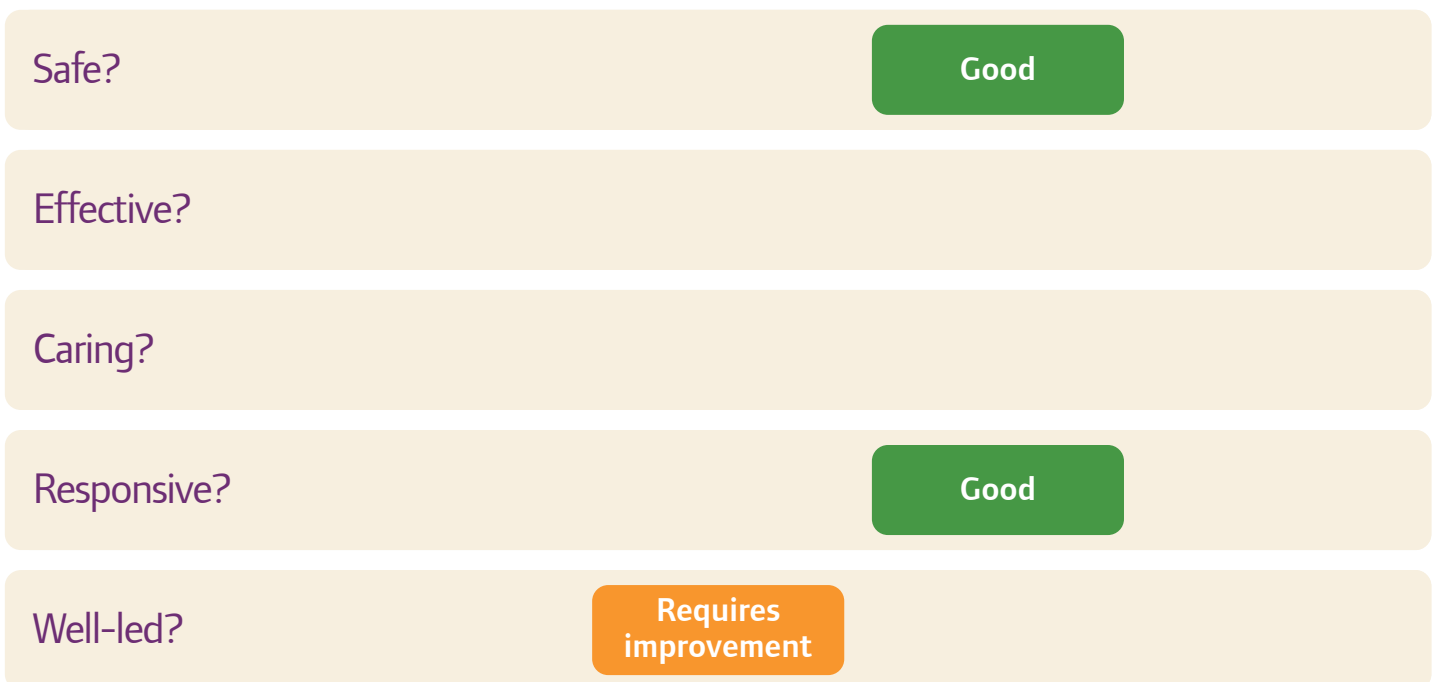 Safe?
Good
Effective?
Caring?
Responsive?
Good
Well-led?
Requires
improvement